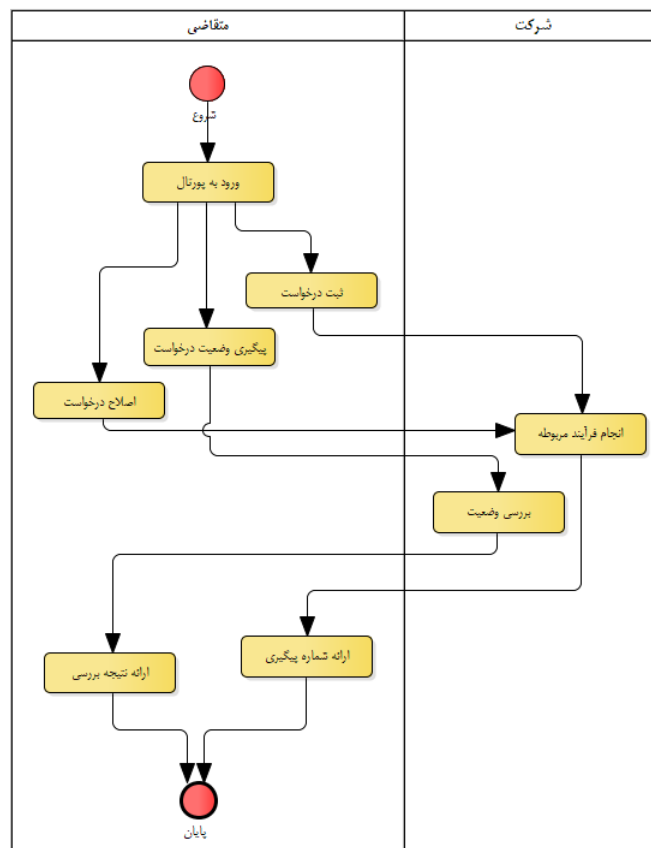 شرکت
متقاضی
شروع
ورود به پورتال
ثبت درخواست
پیگیری وضعیت درخواست
اصلاح درخواست
انجام فرآیند مربوطه
بررسی وضعیت
ارائه شماره پیگیری
ارائه نتیجه بررسی
پایان